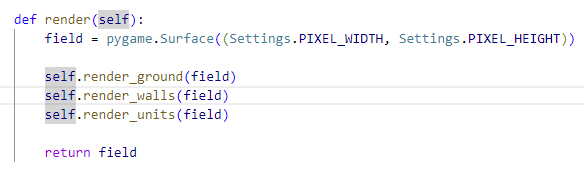 def render(self):
    field = pygame.Surface((Settings.PIXEL_WIDTH, Settings.PIXEL_HEIGHT))
    self.render_ground(field)
    self.render_walls(field)
    self.render_units(field)
    return field